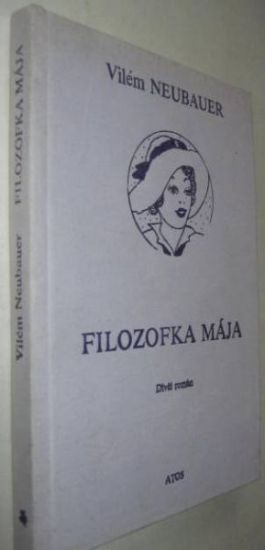 Vilém NEUBAUER
FILOZOFKA MÁJA
Dívčí román
ATOS
Vilém Neubauer FILOZOFKA MÁJA